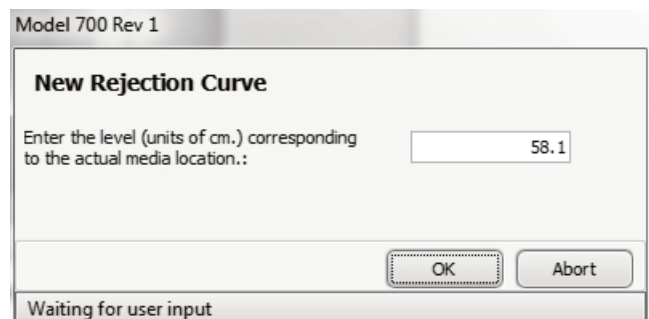 Model 700 Rev 1
New Rejection Curve
Enter the level (units of cm.) corresponding
to the actual media location.:
58.1
OK
Abort
Waiting for user input